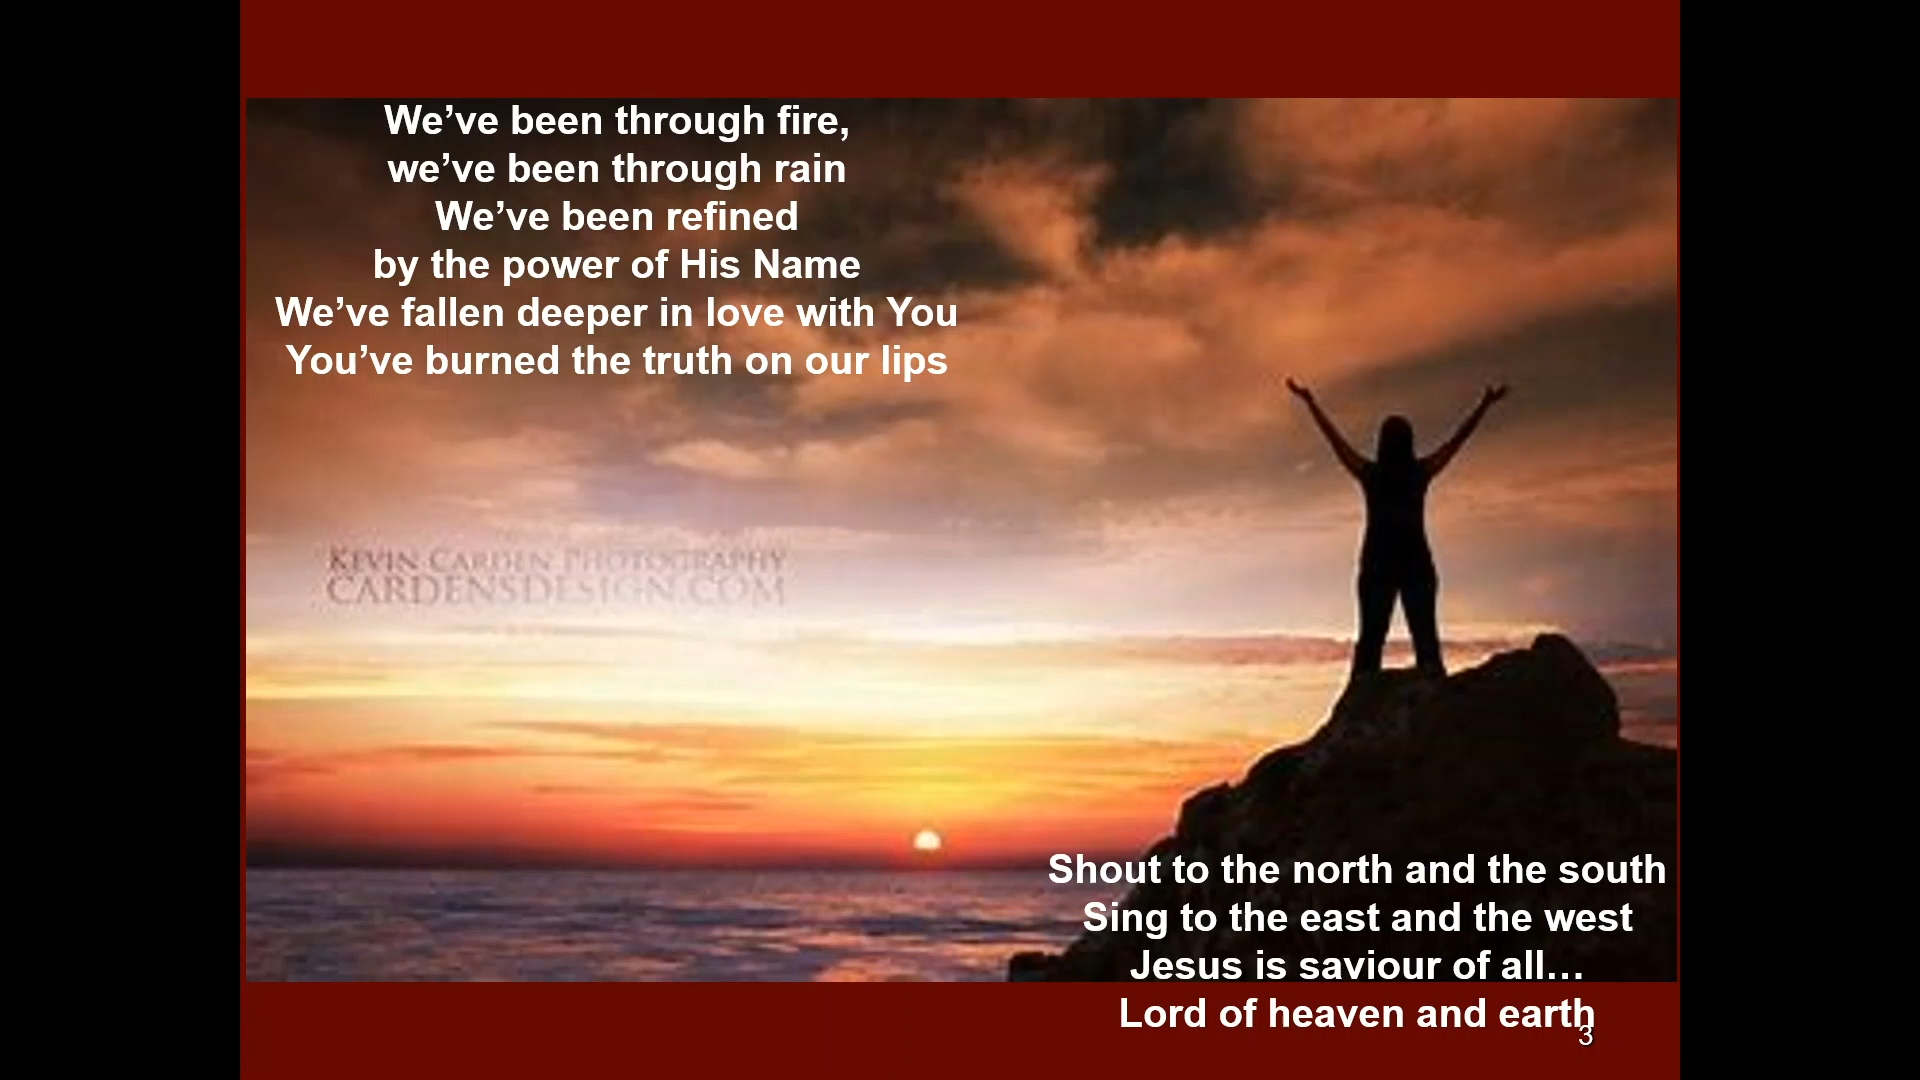 We’ve been through fire,
we’ve been through rain
We’ve been refined
by the power of His Name
We’ve fallen deeper in love with You
You’ve burned the truth on our lips
KEVIN CARDEN PHOTOGRAPHY
CARDENSDESIGN.COM
Shout to the north and the south
Sing to the east and the west
Jesus is saviour of all…
Lord of heaven and earth
3